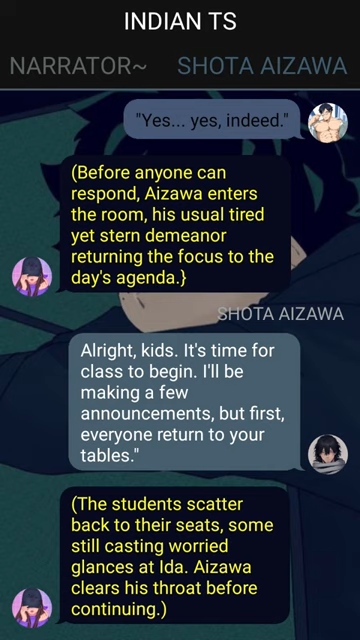 INDIAN TS
NARRATOR~ SHOTA AIZAWA
"Yes... yes, indeed."
(Before anyone can
respond, Aizawa enters
the room, his usual tired
yet stern demeanor
returning the focus to the
day's agenda.}
SHOTA AIZAWA
Alright, kids. It's time for
class to begin. I'll be
making a few
announcements, but first,
everyone return to your
tables."
(The students scatter
back to their seats, some
still casting worried
glances at Ida. Aizawa
clears his throat before
continuing.)